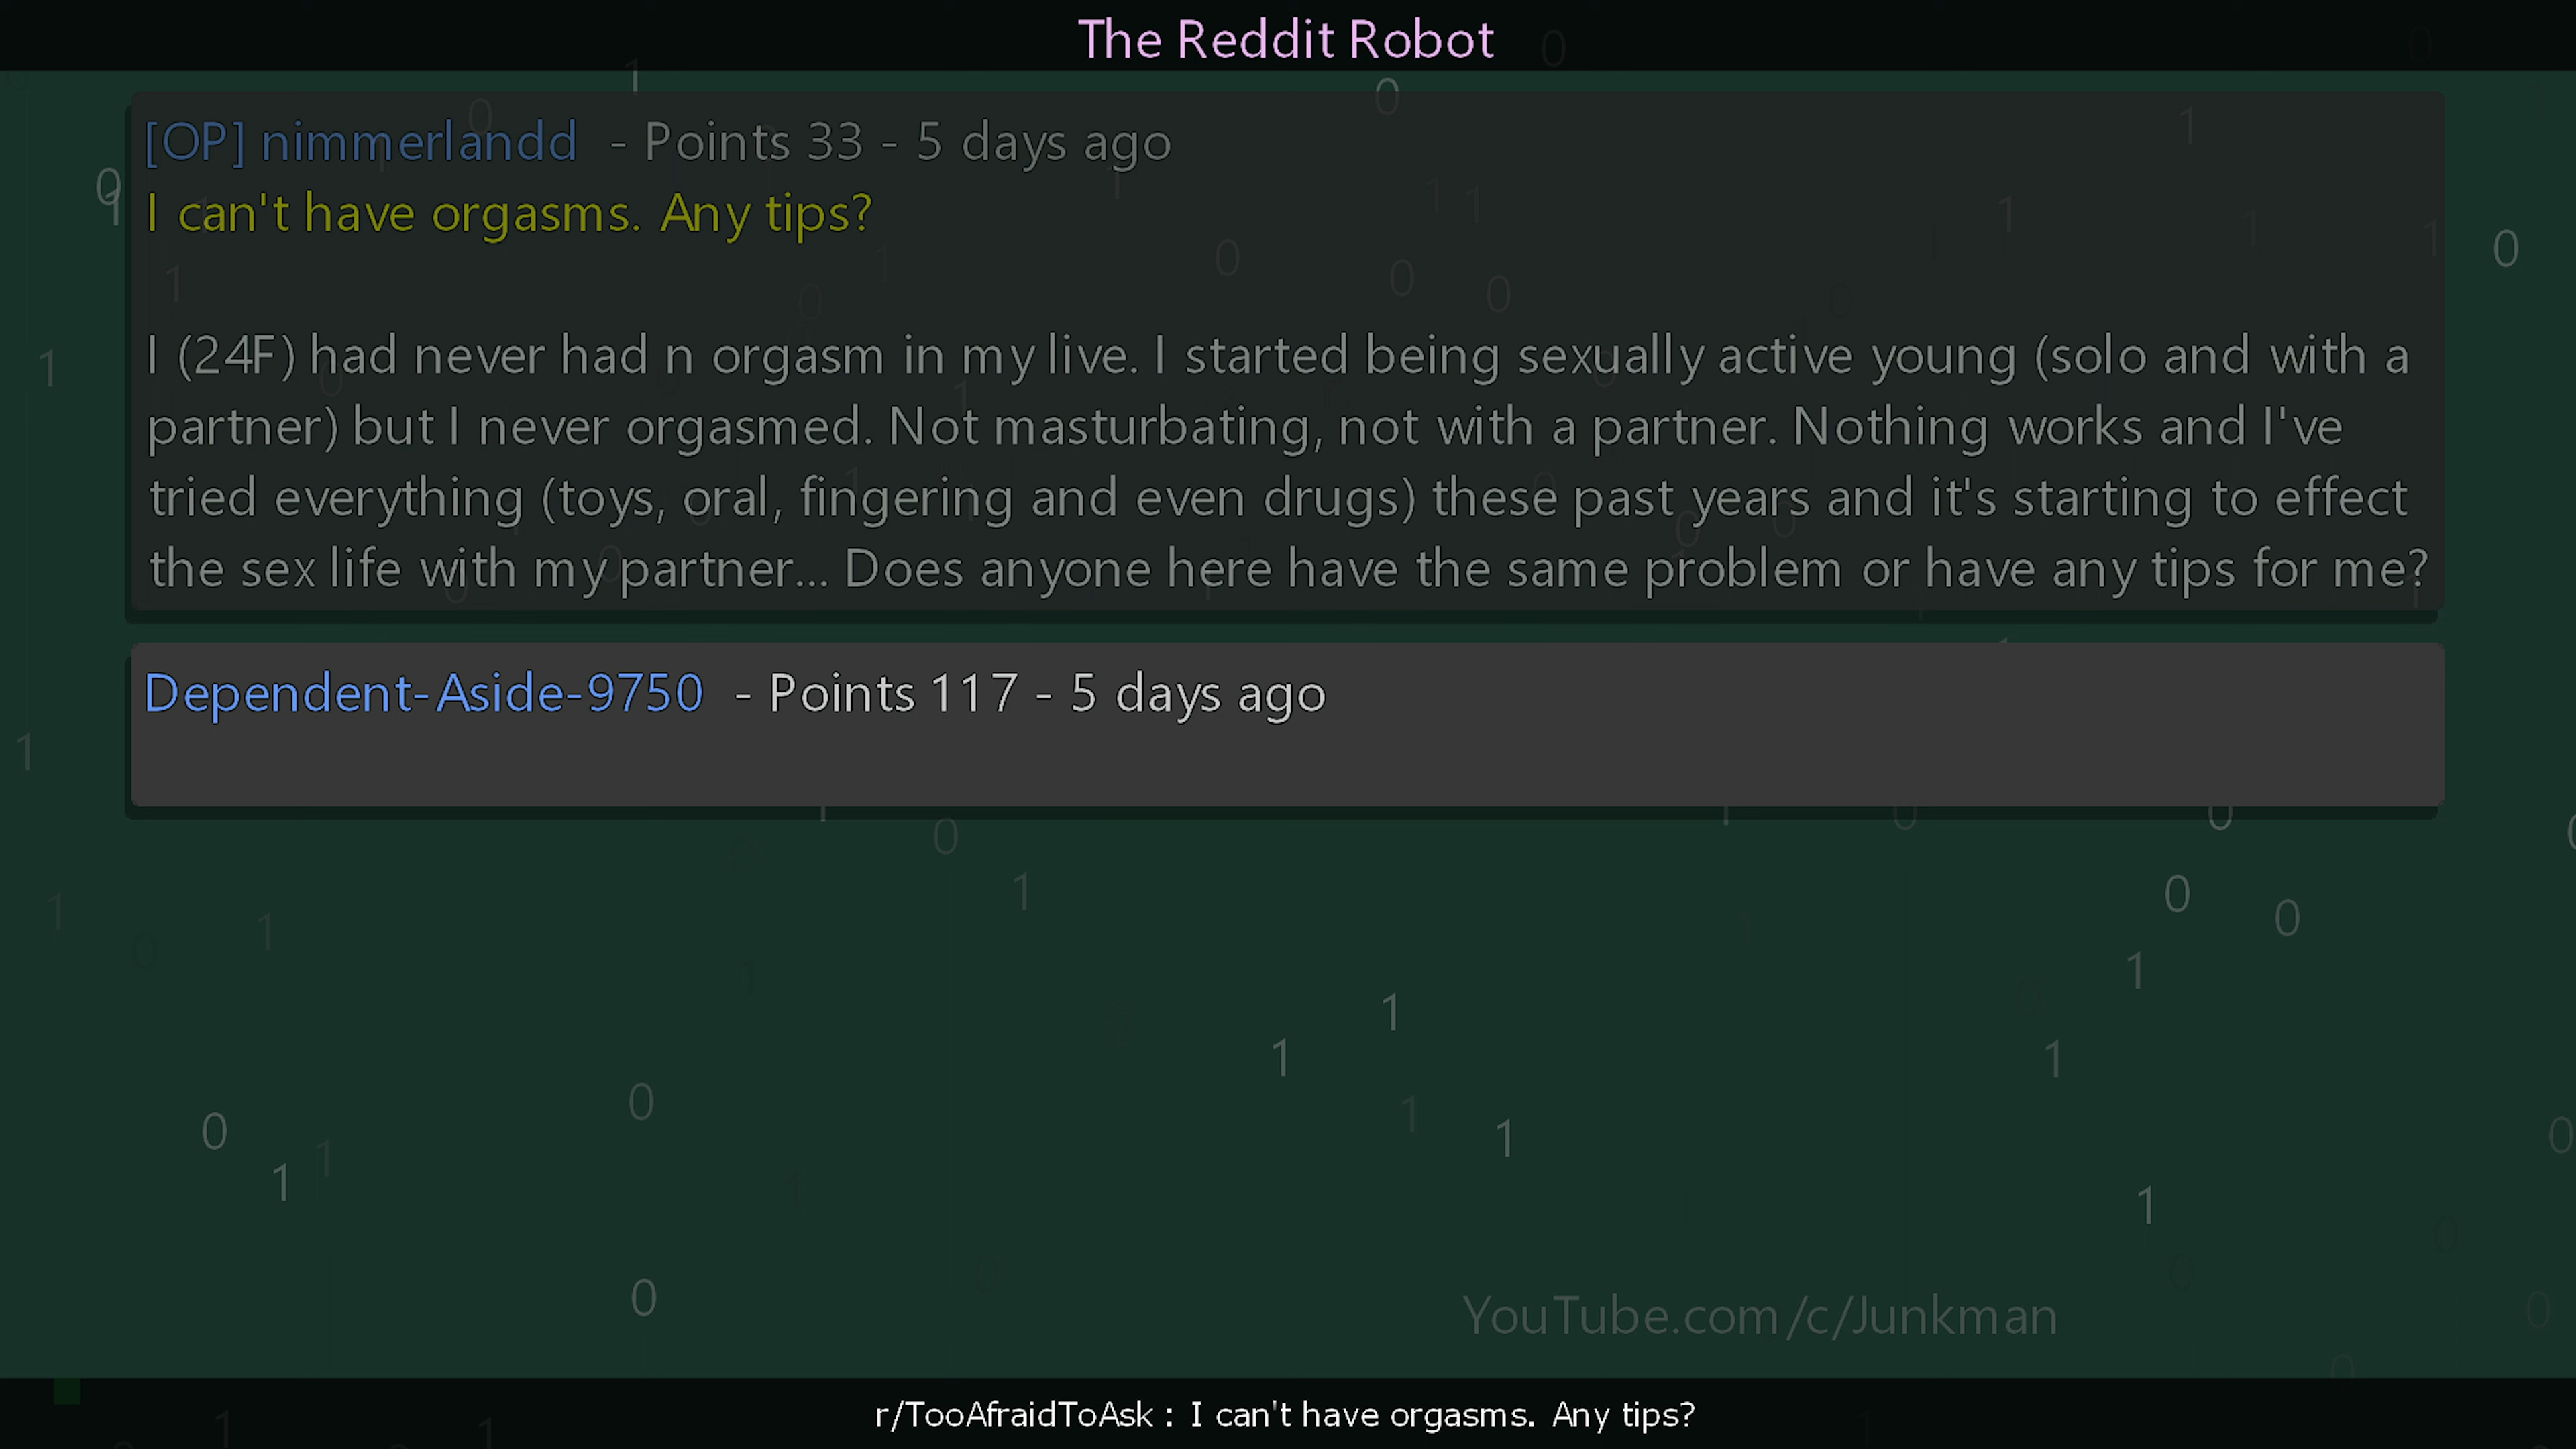 The Reddit Robot
[OP] nimmerlandd - Points 33 - 5 days ago
I can't have orgasms. Any tips?
I (24F) had never had n orgasm in my live. I started being sexually active young (solo and with a
partner) but I never orgasmed. Not masturbating, not with a partner. Nothing works and I've
tried everything (toys, oral, fingering and even drugs) these past years and it's starting to effect
the sex life with my partner... Does anyone here have the same problem or have any tips for me?
Dependent-Aside-9750 - Points 117 - 5 days ago
YouTube.com/c/Junkman
r/TooAfraidToAsk : I can't have orgasms. Any tips?